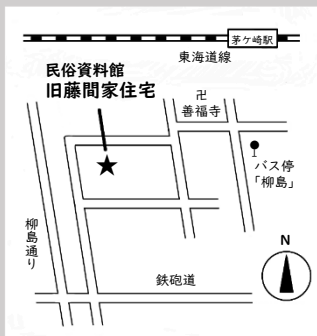 茅ケ崎駅
東海道線
民俗資料館
旧藤間家住宅
卍
善福寺
バス停
「柳島」
柳島通り
N
鉄砲道